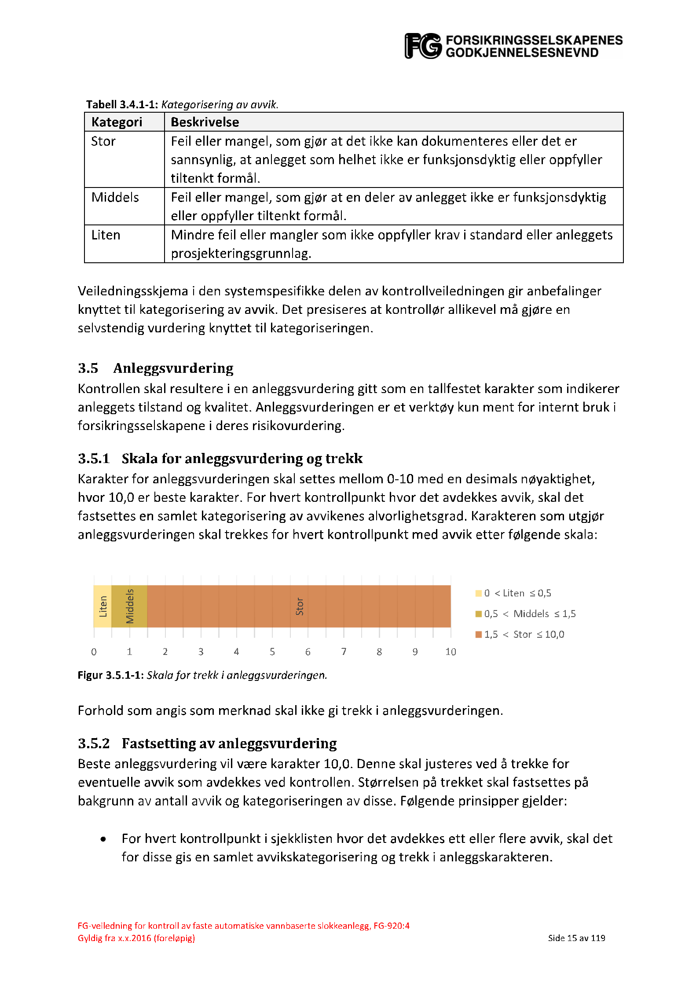 FG FORSIKRINGSSELSKAPENES
GODKJENNELSESNEVND
Tabell 3.4.1-1: Kategorisering av avvik.
Kategori Beskrivelse
Stor Feil eller mangel, som gjør at det ikke kan dokumenteres eller det er
sannsynlig, at anlegget som helhet ikke er funksjonsdyktig eller oppfyller
tiltenkt formål.
Middels Feil eller mangel, som gjør at en deler av anlegget ikke er funksjonsdyktig
eller oppfyller tiltenkt formål.
Liten Mindre feil eller mangler som ikke oppfyller krav i standard eller anleggets
prosjekteringsgrunnlag.
Veiledningsskjema i den systemspesifikke delen av kontrollveiledningen gir anbefalinger
knyttet til kategorisering av avvik. Det presiseres at kontrollør allikevel må gjøre en
selvstendig vurdering knyttet til kategoriseringen.
3.5 Anleggsvurdering
Kontrollen skal resultere i en anleggsvurdering gitt som en tallfestet karakter som indikerer
anleggets tilstand og kvalitet. Anleggsvurderingen er et verktøy kun ment for internt bruk i
forsikringsselskapene i deres risikovurdering.
3.5.1 Skala for anleggsvurdering og trekk
Karakter for anleggsvurderingen skal settes mellom 0-10 med en desimals nøyaktighet,
hvor 10,0 er beste karakter. For hvert kontrollpunkt hvor det avdekkes avvik, skal det
fastsettes en samlet kategorisering av avvikenes alvorlighetsgrad. Karakteren som utgjør
anleggsvurderingen skal trekkes for hvert kontrollpunkt med avvik etter følgende skala:
Liten
Middels
Stor
0 < Liten ≤ 0,5
0,5 < Middels ≤ 1,5
1,5 < Stor ≤ 10,0
0 1 2 3 4 5 6 7 8 9 10
Figur 3.5.1-1: Skala for trekk i anleggsvurderingen.
Forhold som angis som merknad skal ikke gi trekk i anleggsvurderingen.
3.5.2 Fastsetting av anleggsvurdering
Beste anleggsvurdering vil være karakter 10,0. Denne skal justeres ved å trekke for
eventuelle avvik som avdekkes ved kontrollen. Størrelsen på trekket skal fastsettes på
bakgrunn av antall avvik og kategoriseringen av disse. Følgende prinsipper gjelder:
• For hvert kontrollpunkt i sjekklisten hvor det avdekkes ett eller flere avvik, skal det
for disse gis en samlet avvikskategorisering og trekk i anleggskarakteren.
FG-veiledning for kontroll av faste automatiske vannbaserte slokkeanlegg, FG-920:4
Gyldig fra x.x.2016 (foreløpig) Side 15 av 119